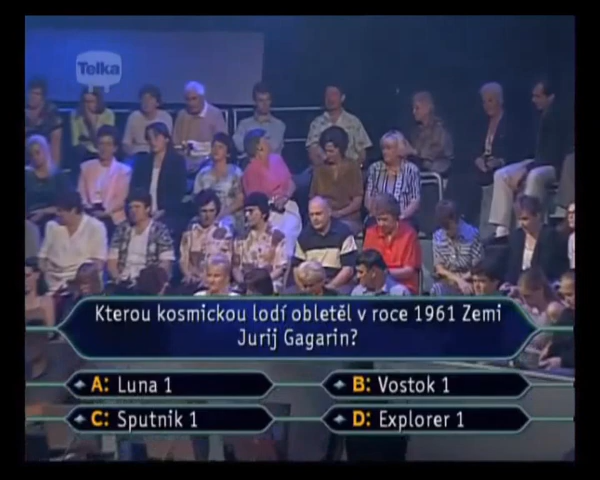 Telka
Kterou kosmickou lodí obletěl v roce 1961 Zemi
Jurij Gagarin?
A: Luna 1
B: Vostok 1
C: Sputnik 1
D: Explorer 1